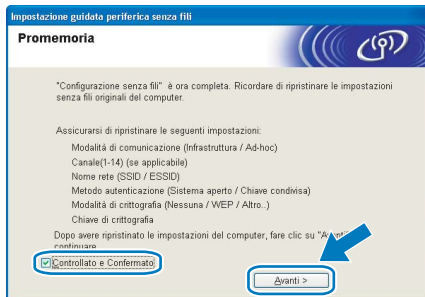 Impostazione guidata periferica senza fili
Promemoria
"Configurazione senza fili" è ora completa. Ricordare di ripristinare le impostazioni
senza fili originali del computer.
Assicurarsi di ripristinare le seguenti impostazioni:
Modalità di comunicazione (Infrastruttura / Ad-hoc)
Canale(1-14) (se applicabile)
Nome rete (SSID / ESSID)
Metodo autenticazione (Sistema aperto / Chiave condivisa)
Modalità di crittografia (Nessuna / WEP / Altro..)
Chiave di crittografia
Dopo avere ripristinato le impostazioni del computer, fare clic su
continuare.
Controllato e Confermato
Avanti >